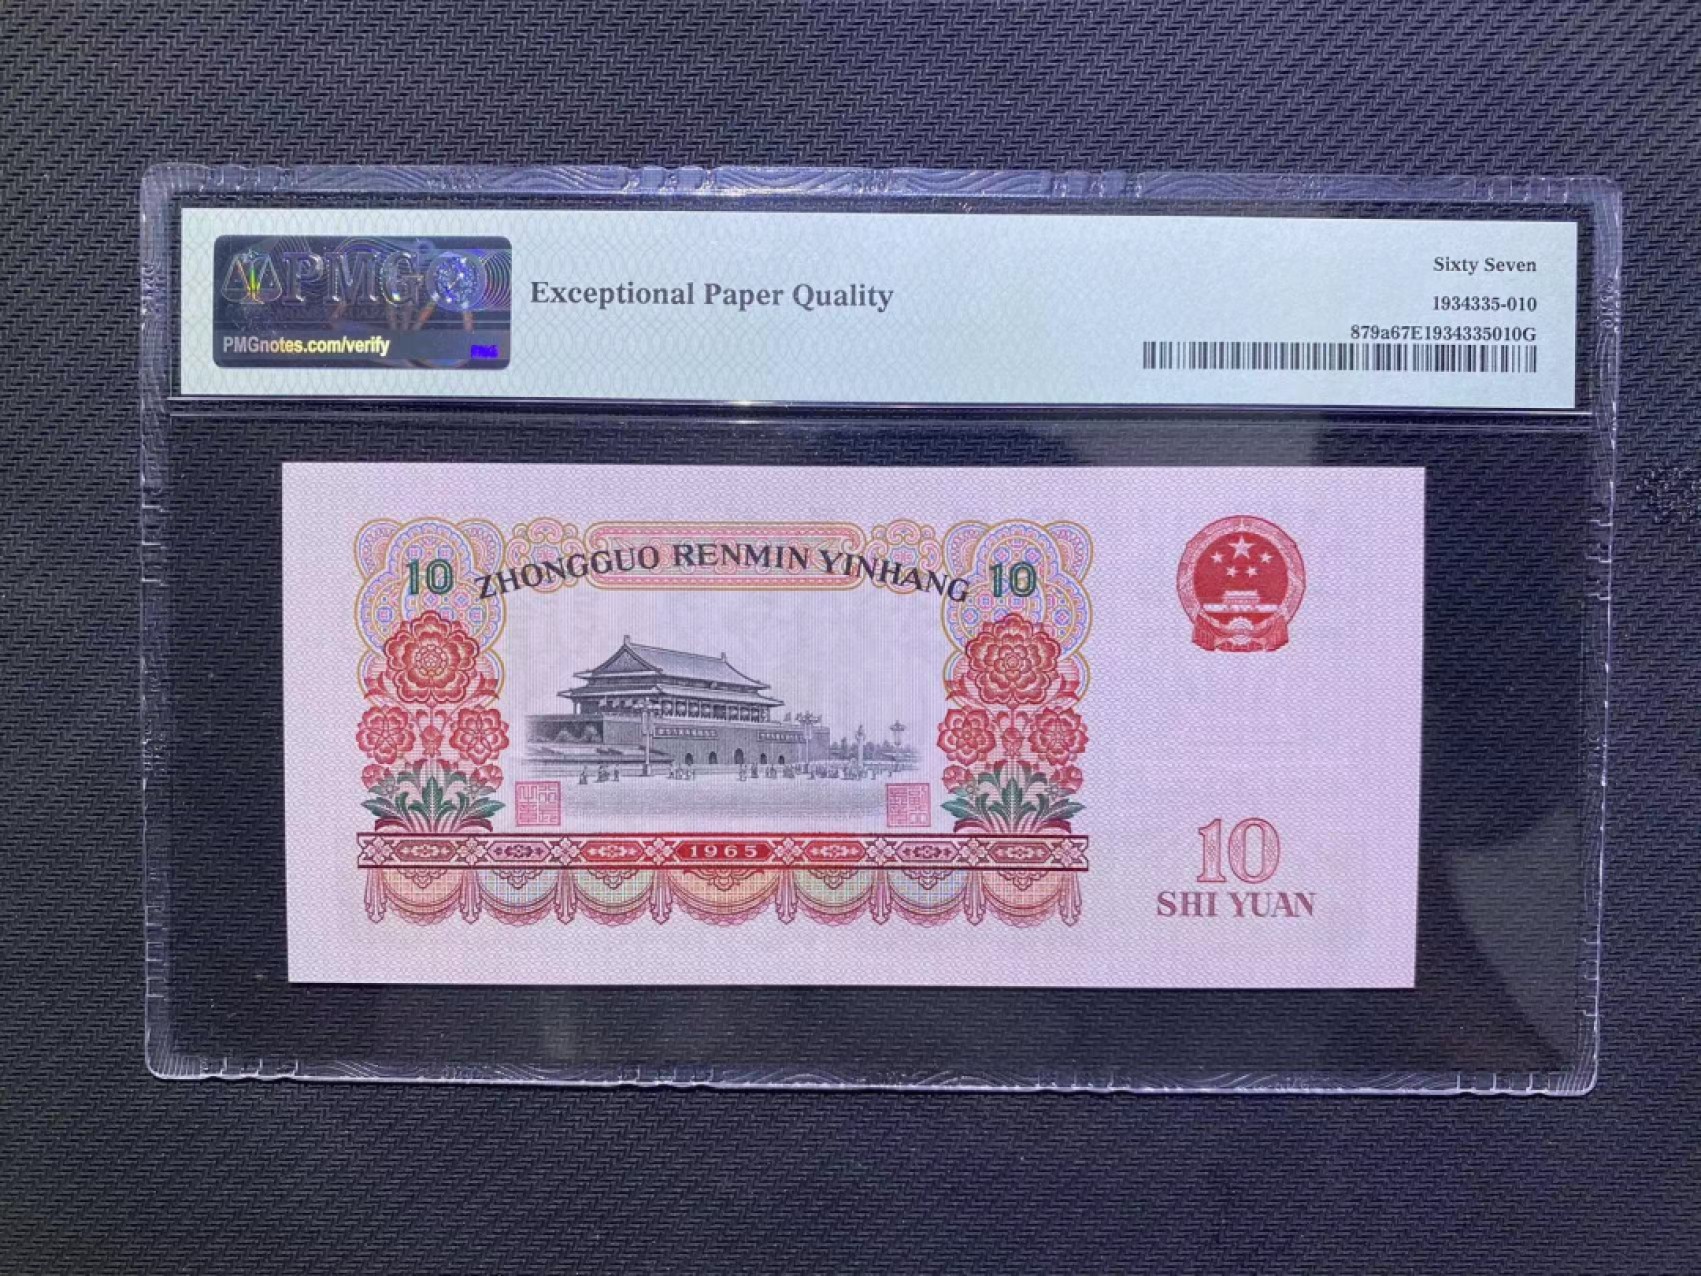 PMG
PMGnotes.com/verify
PMG
Exceptional Paper Quality
Sixty Seven
1934335-010
879a67E1934335010G
10 ZHONGGUO RENMIN YINHANG 10
1965
10
SHI YUAN